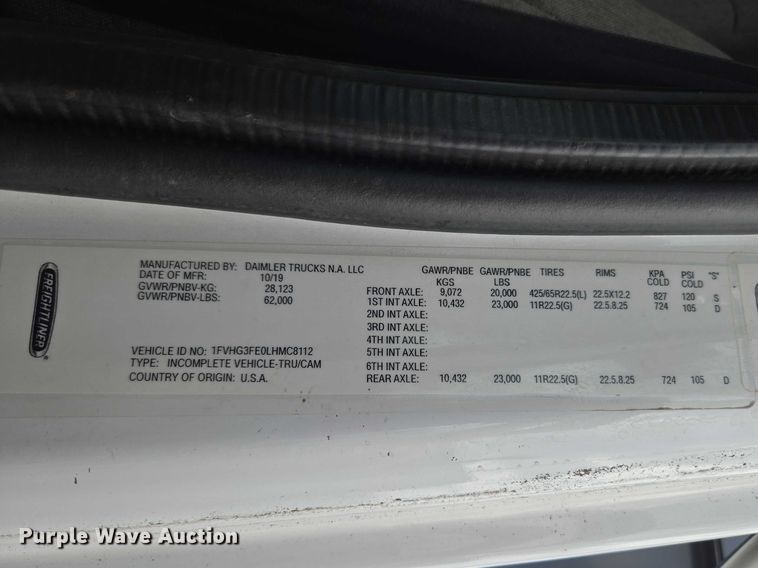 FREIGHTLINER
MANUFACTURED BY: DAIMLER TRUCKS N.A. LLC
DATE OF MFR: 10/19
GVWR/PNBV-KG: 28,123
GVWR/PNBV-LBS: 62,000
VEHICLE ID NO: 1FVHG3FE0LHMC8112
TYPE: INCOMPLETE VEHICLE-TRU/CAM
COUNTRY OF ORIGIN: U.S.A.
GAWR/PNBE KGS GAWR/PNBE LBS TIRES RIMS KPA COLD PSI COLD "S"
FRONT AXLE: 9,072 20,000 425/65R22.5(L) 22.5X12.2 827 120 S
1ST INT AXLE: 10,432 23,000 11R22.5(G) 22.5.8.25 724 105 D
2ND INT AXLE:
3RD INT AXLE:
4TH INT AXLE:
5TH INT AXLE:
6TH INT AXLE:
REAR AXLE: 10,432 23,000 11R22.5(G) 22.5.8.25 724 105 D
Purple Wave Auction